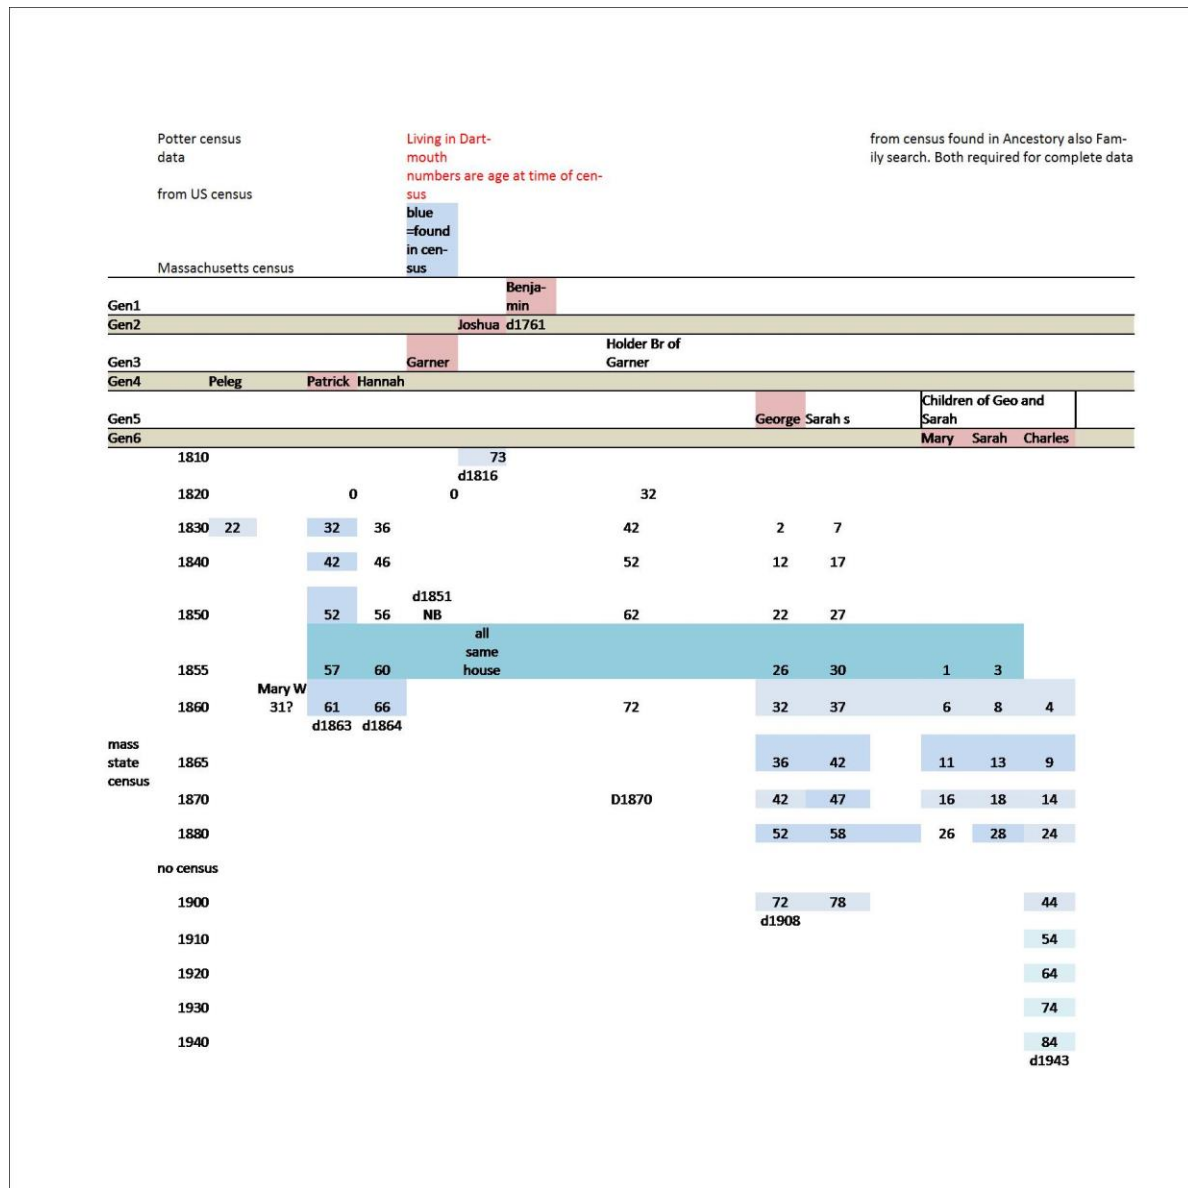 Potter census data
Living in Dart-
mouth
from census found in Ancestory also Fam-
ily search. Both required for complete data
from US census
numbers are age at time of cen-
sus
Massachusetts census
blue
=found
in cen-
sus
Gen1 Benja-
min
Gen2 Joshua d1761
Gen3 Garner Holder Br of
Garner
Gen4 Peleg Patrick Hannah
Gen5 George Sarah s Children of Geo and
Sarah
Gen6 Mary Sarah Charles
1810 73
d1816
1820 0 0 32
1830 22 32 36 42 2 7
1840 42 46 52 12 17
d1851
1850 52 56 NB 62 22 27
all
same
1855 57 60 house 26 30 1 3
Mary W
1860 31? 61 66 72 32 37 6 8 4
d1863 d1864
mass
state
census
1865 36 42 11 13 9
1870 D1870 42 47 16 18 14
1880 52 58 26 28 24
no census
1900 72 78 44
d1908
1910 54
1920 64
1930 74
1940 84
d1943